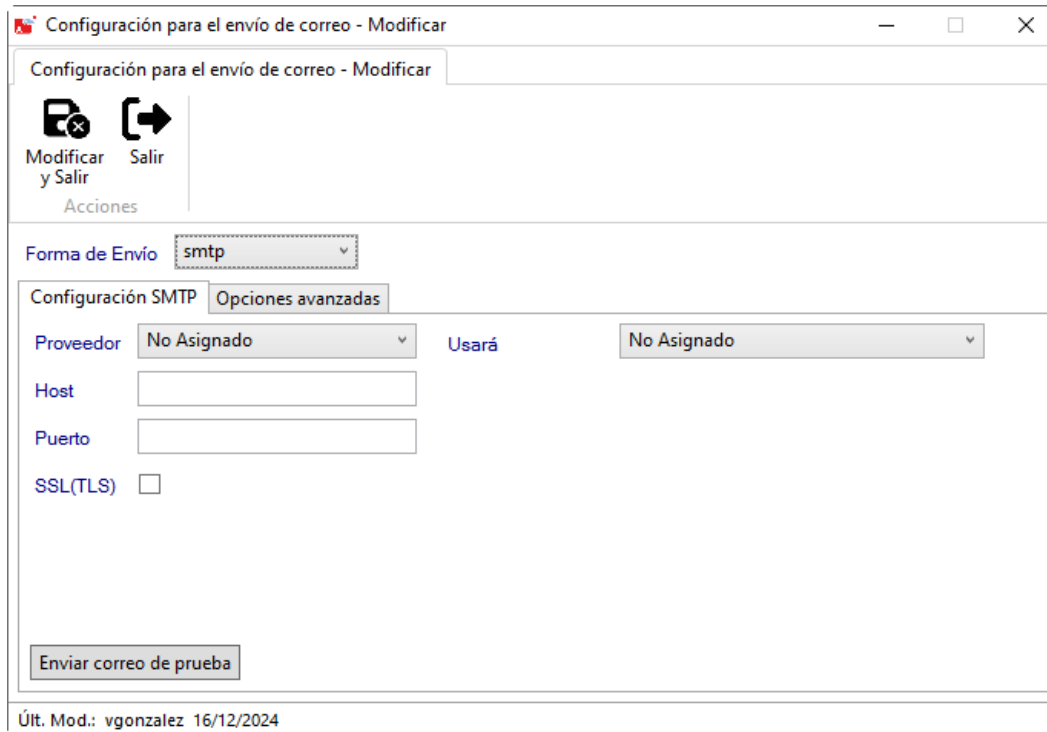 Configuración para el envío de correo - Modificar
Configuración para el envío de correo - Modificar
Modificar y Salir
Salir
Acciones
Forma de Envío smtp
Configuración SMTP Opciones avanzadas
Proveedor No Asignado Usará No Asignado
Host
Puerto
SSL(TLS)
Enviar correo de prueba
Últ. Mod.: vgonzalez 16/12/2024